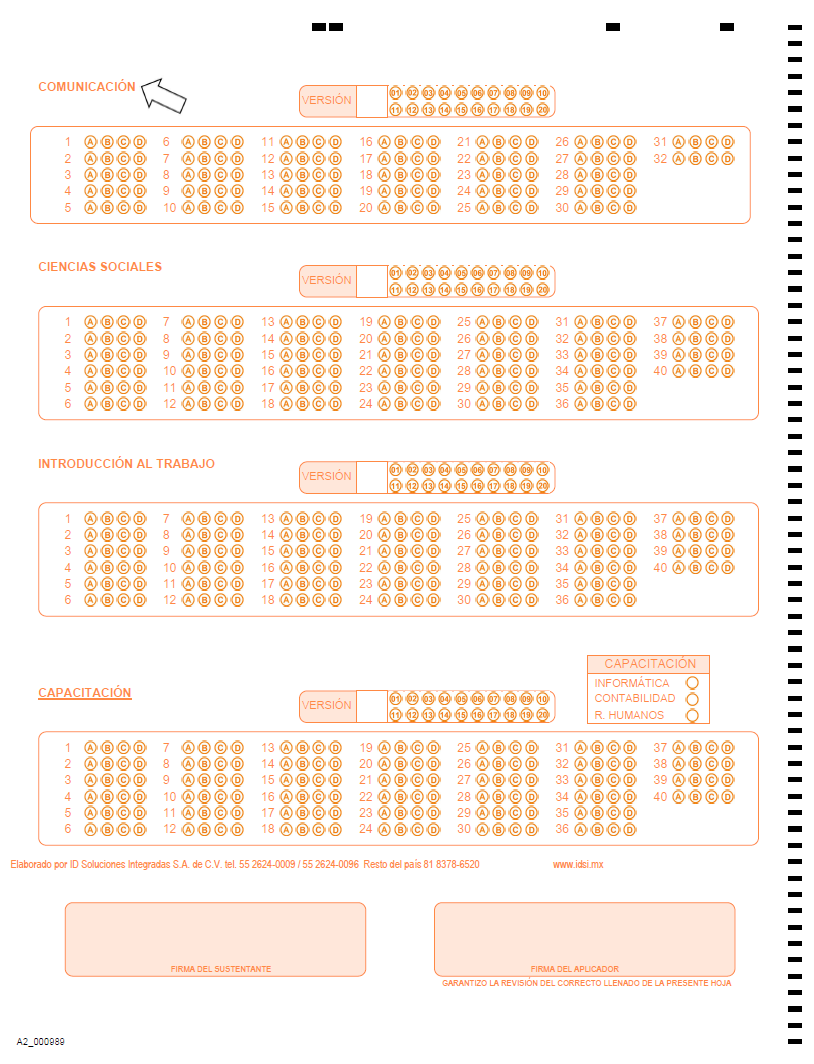 COMUNICACIÓN
VERSIÓN 01 02 03 04 05 06 07 08 09 10
11 12 13 14 15 16 17 18 19 20
1 A B C D 6 A B C D 11 A B C D 16 A B C D 21 A B C D 26 A B C D 31 A B C D
2 A B C D 7 A B C D 12 A B C D 17 A B C D 22 A B C D 27 A B C D 32 A B C D
3 A B C D 8 A B C D 13 A B C D 18 A B C D 23 A B C D 28 A B C D
4 A B C D 9 A B C D 14 A B C D 19 A B C D 24 A B C D 29 A B C D
5 A B C D 10 A B C D 15 A B C D 20 A B C D 25 A B C D 30 A B C D
CIENCIAS SOCIALES
VERSIÓN 01 02 03 04 05 06 07 08 09 10
11 12 13 14 15 16 17 18 19 20
1 A B C D 7 A B C D 13 A B C D 19 A B C D 25 A B C D 31 A B C D 37 A B C D
2 A B C D 8 A B C D 14 A B C D 20 A B C D 26 A B C D 32 A B C D 38 A B C D
3 A B C D 9 A B C D 15 A B C D 21 A B C D 27 A B C D 33 A B C D 39 A B C D
4 A B C D 10 A B C D 16 A B C D 22 A B C D 28 A B C D 34 A B C D 40 A B C D
5 A B C D 11 A B C D 17 A B C D 23 A B C D 29 A B C D 35 A B C D
6 A B C D 12 A B C D 18 A B C D 24 A B C D 30 A B C D 36 A B C D
INTRODUCCIÓN AL TRABAJO
VERSIÓN 01 02 03 04 05 06 07 08 09 10
11 12 13 14 15 16 17 18 19 20
1 A B C D 7 A B C D 13 A B C D 19 A B C D 25 A B C D 31 A B C D 37 A B C D
2 A B C D 8 A B C D 14 A B C D 20 A B C D 26 A B C D 32 A B C D 38 A B C D
3 A B C D 9 A B C D 15 A B C D 21 A B C D 27 A B C D 33 A B C D 39 A B C D
4 A B C D 10 A B C D 16 A B C D 22 A B C D 28 A B C D 34 A B C D 40 A B C D
5 A B C D 11 A B C D 17 A B C D 23 A B C D 29 A B C D 35 A B C D
6 A B C D 12 A B C D 18 A B C D 24 A B C D 30 A B C D 36 A B C D
CAPACITACIÓN
VERSIÓN 01 02 03 04 05 06 07 08 09 10
11 12 13 14 15 16 17 18 19 20
CAPACITACIÓN
INFORMÁTICA
CONTABILIDAD
R. HUMANOS
1 A B C D 7 A B C D 13 A B C D 19 A B C D 25 A B C D 31 A B C D 37 A B C D
2 A B C D 8 A B C D 14 A B C D 20 A B C D 26 A B C D 32 A B C D 38 A B C D
3 A B C D 9 A B C D 15 A B C D 21 A B C D 27 A B C D 33 A B C D 39 A B C D
4 A B C D 10 A B C D 16 A B C D 22 A B C D 28 A B C D 34 A B C D 40 A B C D
5 A B C D 11 A B C D 17 A B C D 23 A B C D 29 A B C D 35 A B C D
6 A B C D 12 A B C D 18 A B C D 24 A B C D 30 A B C D 36 A B C D
Elaborado por ID Soluciones Integradas S.A. de C.V. tel. 55 2624-0009 / 55 2624-0096 Resto del país 81 8378-6520 www.idsi.mx
FIRMA DEL SUSTENTANTE
FIRMA DEL APLICADOR
GARANTIZO LA REVISIÓN DEL CORRECTO LLENADO DE LA PRESENTE HOJA
A2_000989